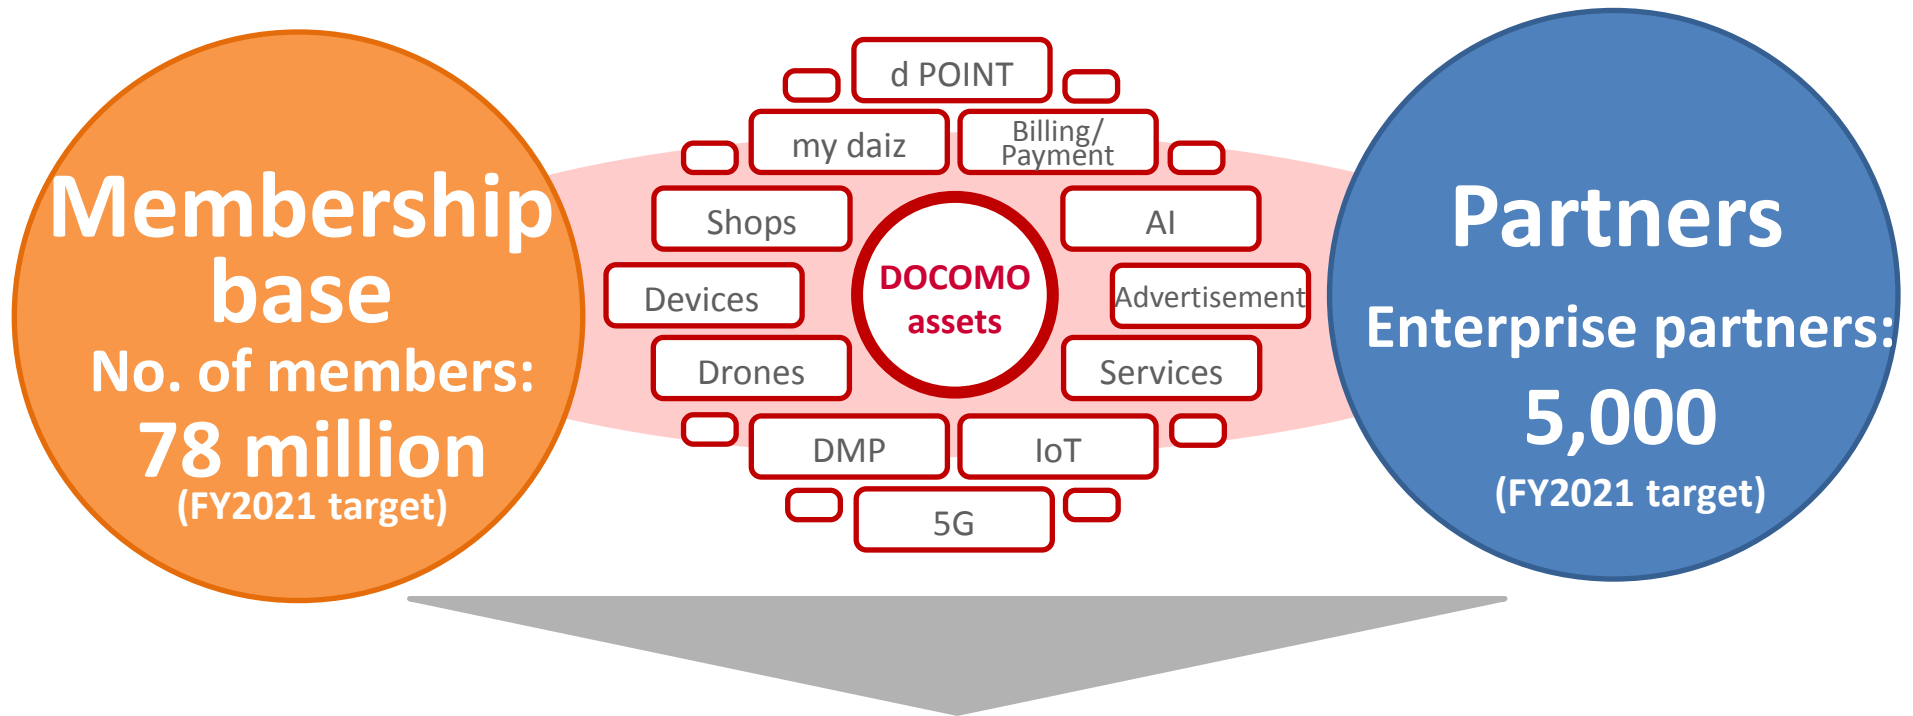 Membership
base
No. of members:
78 million
(FY2021 target)
d POINT
my daiz
Billing/
Payment
Shops
AI
Devices
DOCOMO
assets
Advertisement
Drones
Services
DMP
IoT
5G
Partners
Enterprise partners:
5,000
(FY2021 target)